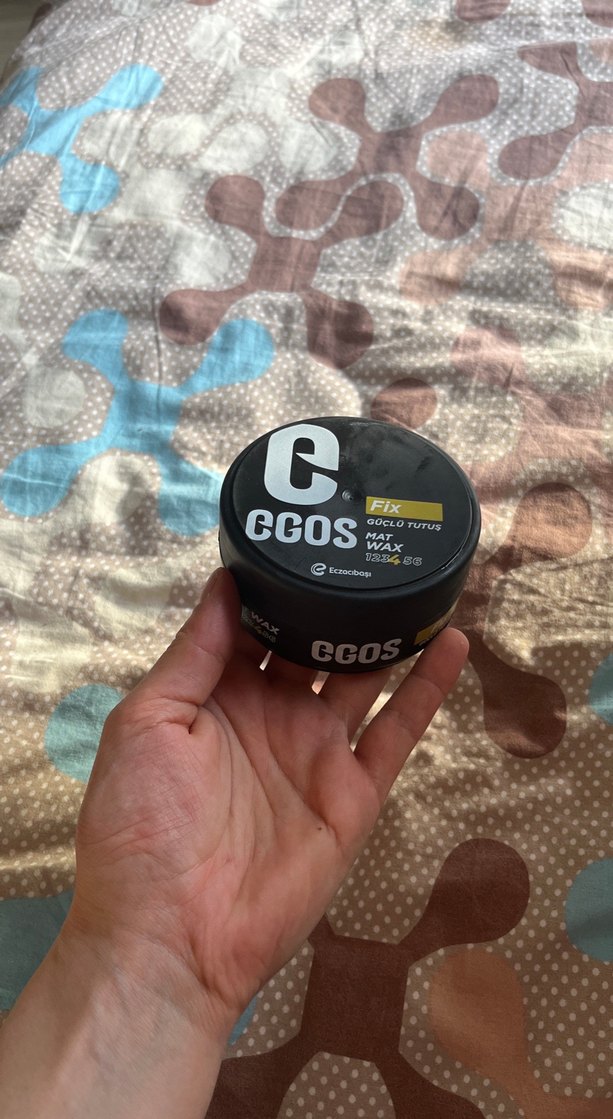 e
egos
Fix
GÜÇLÜ TUTUŞ
MAT
WAX
123456
Eczacıbaşı
WAX
egos